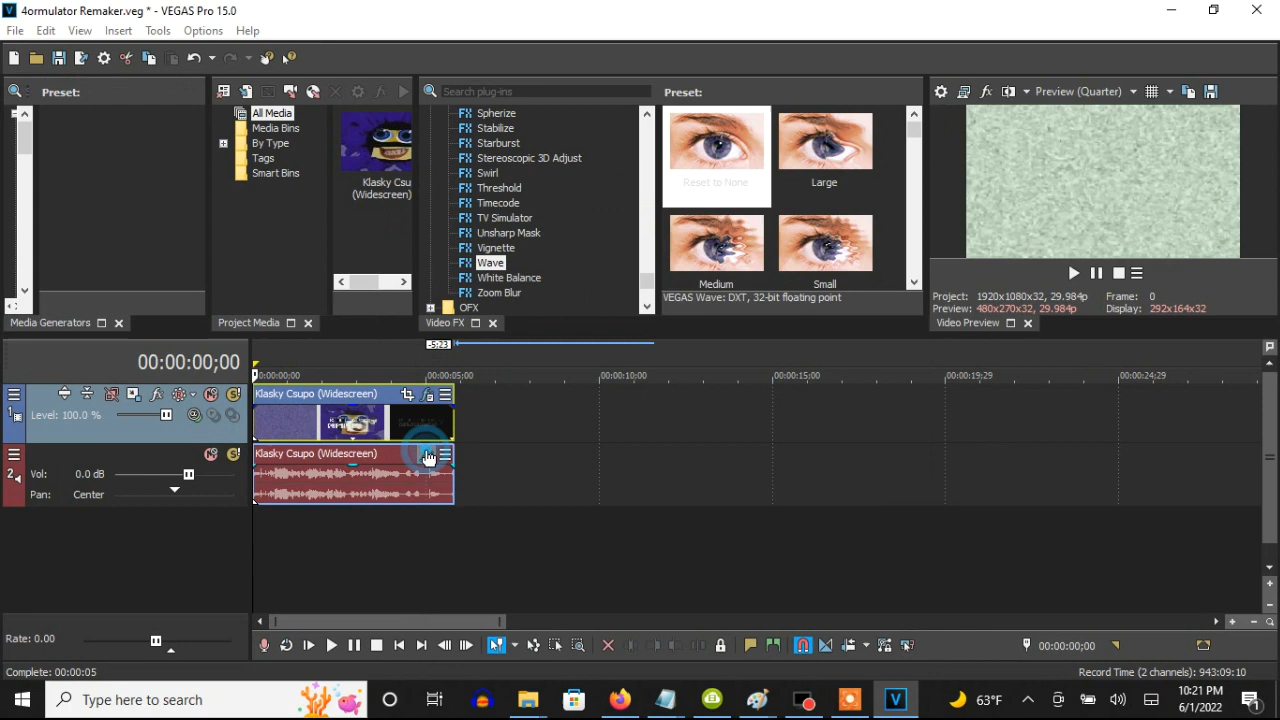 4ormulator Remaker.veg * - VEGAS Pro 15.0
File Edit View Insert Tools Options Help
Preset:
Search plug-ins
Preset:
Preview (Quarter)
All Media
Media Bins
By Type
Tags
Smart Bins
Klasky Csu
(Widescreen)
Spherize
Stabilize
Starburst
Stereoscopic 3D Adjust
Swirl
Threshold
Timecode
TV Simulator
Unsharp Mask
Vignette
Wave
White Balance
Zoom Blur
OFX
Reset to None
Large
Medium
Small
VEGAS Wave: DXT, 32-bit floating point
Project: 1920x1080x32, 29.984p
Frame: 0
Preview: 480x270x32, 29.984p
Display: 292x164x32
Media Generators
Project Media
Video FX
Video Preview
00:00:00;00
-5;23
0:00:00;00
00:00:05;00
00:00:10;00
00:00:15;00
00:00:19;29
00:00:24;29
1
Level: 100.0 %
Klasky Csupo (Widescreen)
2
Vol: 0.0 dB
Pan: Center
Klasky Csupo (Widescreen)
Rate: 0.00
00:00:00;00
Complete: 00:00:05
Record Time (2 channels): 943:09:10
Type here to search
63°F
10:21 PM
6/1/2022
1